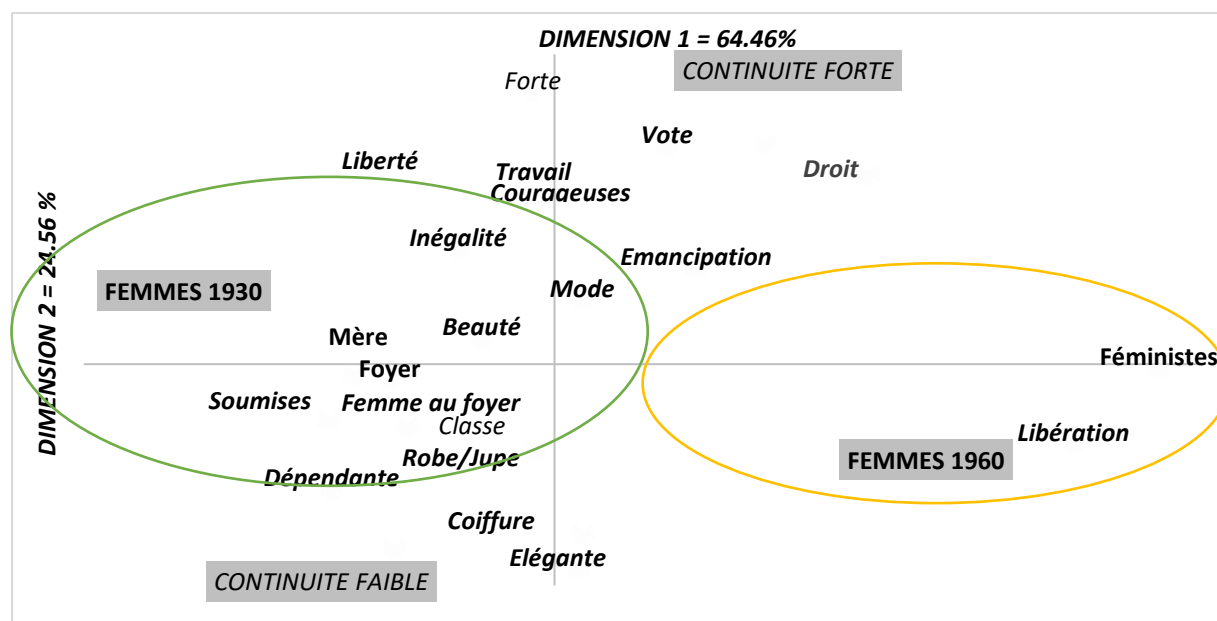 DIMENSION 1 = 64.46%
CONTINUITE FORTE
Forte
Vote
Liberté
Travail
Droit
Courageuses
Inégalité
Emancipation
FEMMES 1930
Mode
Beauté
Mère
Féministes
Foyer
Soumises
Femme au foyer
Classe
Libération
Robe/Jupe
FEMMES 1960
Dépendante
Coiffure
Elégante
CONTINUITE FAIBLE
DIMENSION 2 = 24.56 %